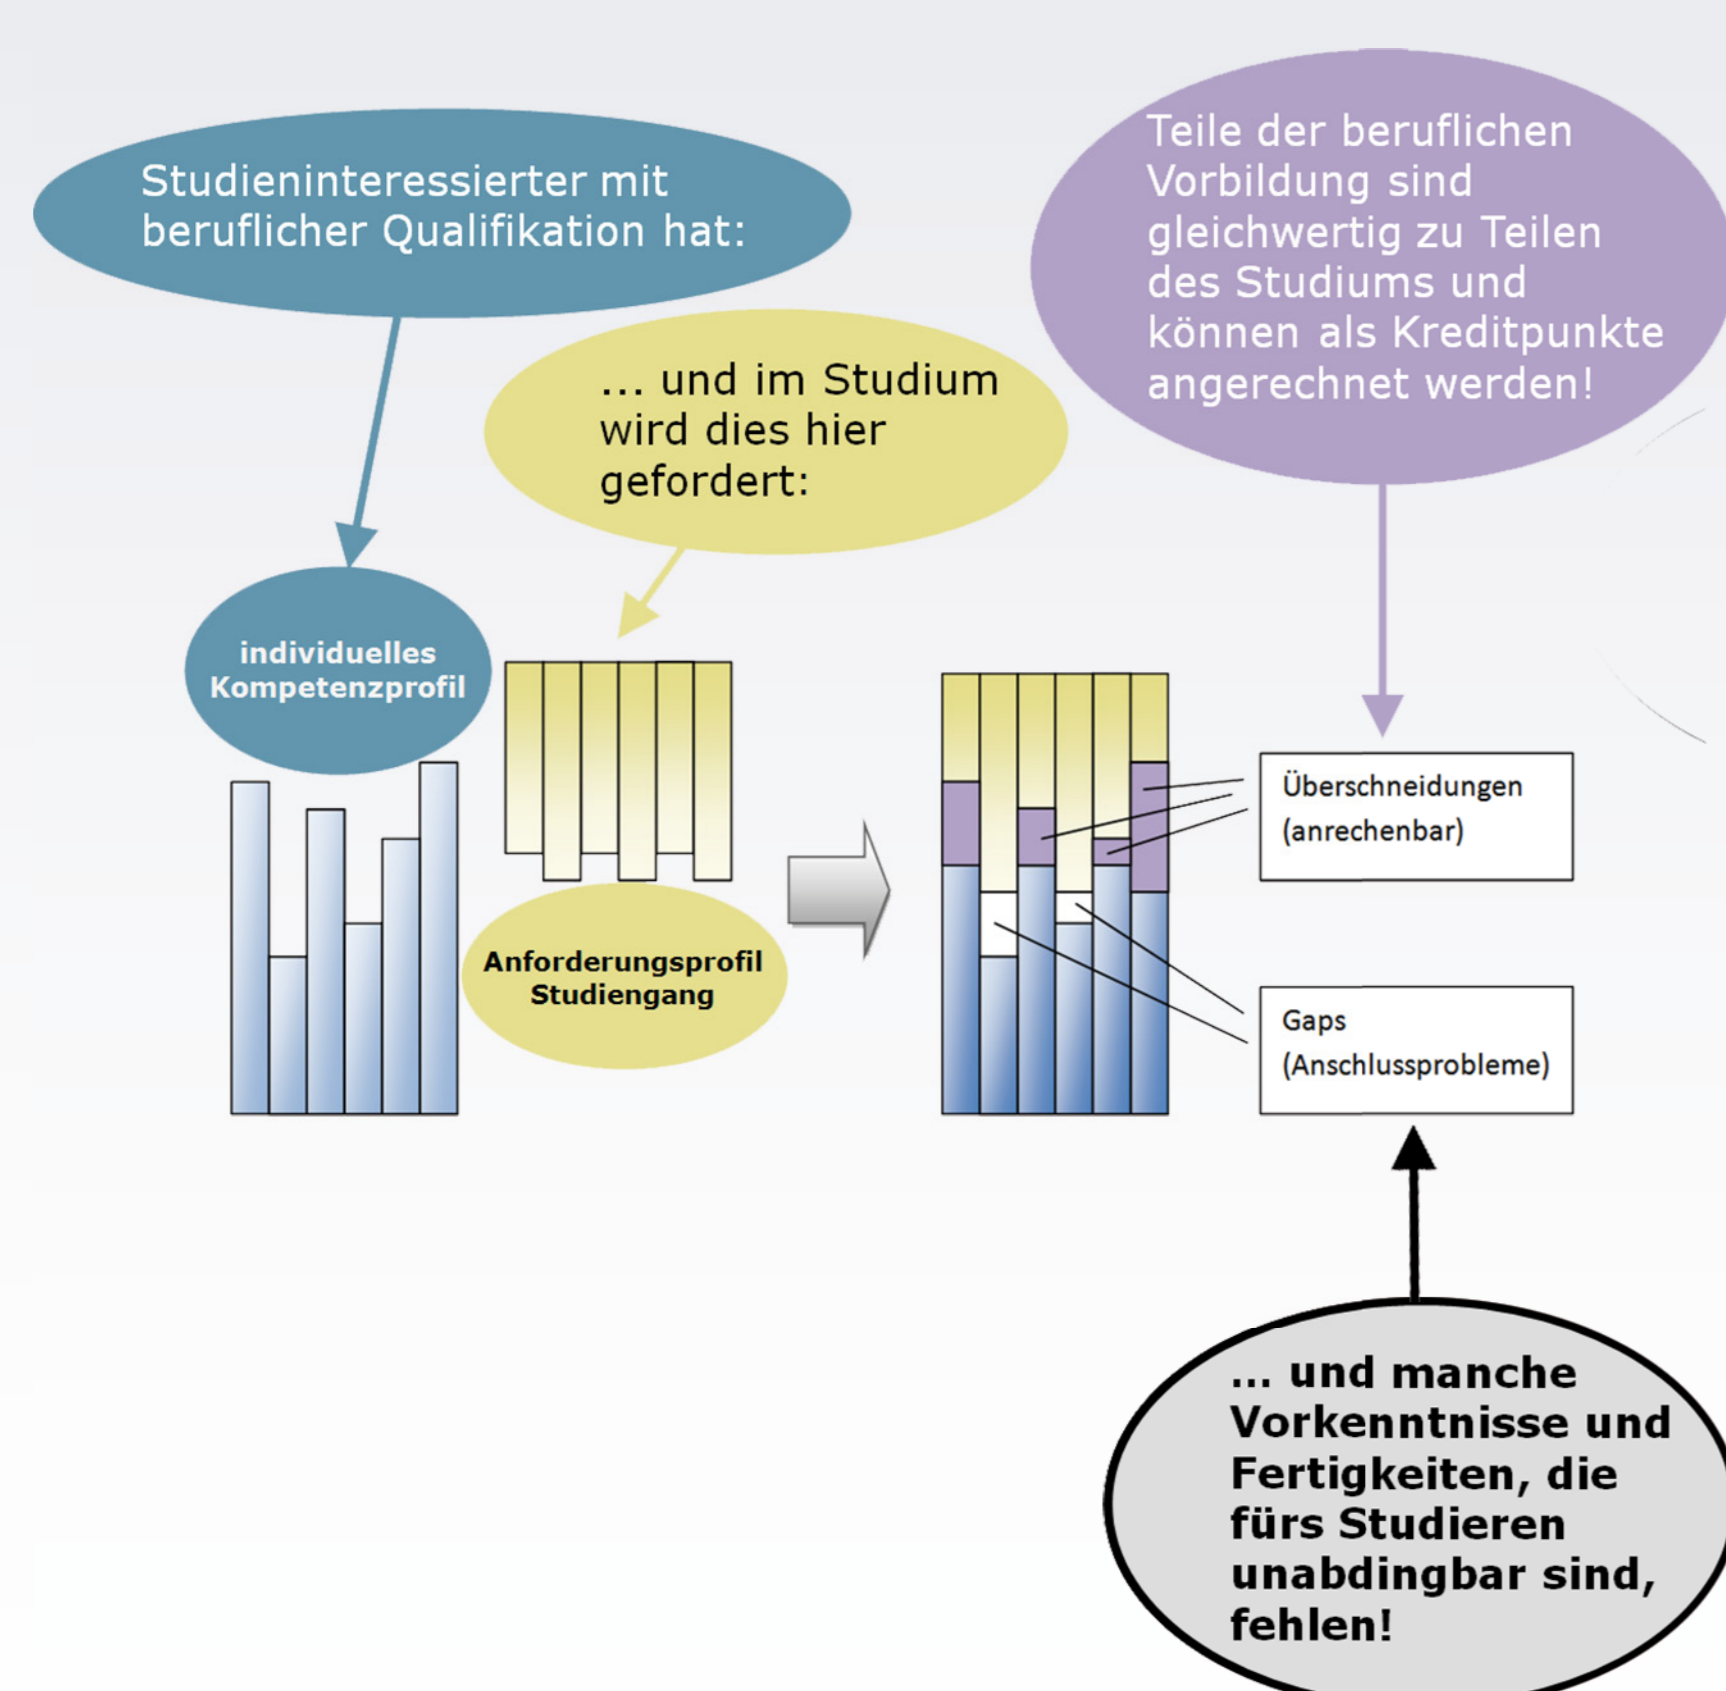 Studieninteressierter mit
beruflicher Qualifikation hat:
... und im Studium
wird dies hier
gefordert:
Teile der beruflichen
Vorbildung sind
gleichwertig zu Teilen
des Studiums und
können als Kreditpunkte
angerechnet werden!
individuelles
Kompetenzprofil
Anforderungsprofil
Studiengang
Überschneidungen
(anrechenbar)
Gaps
(Anschlussprobleme)
... und manche
Vorkenntnisse und
Fertigkeiten, die
fürs Studieren
unabdingbar sind,
fehlen!